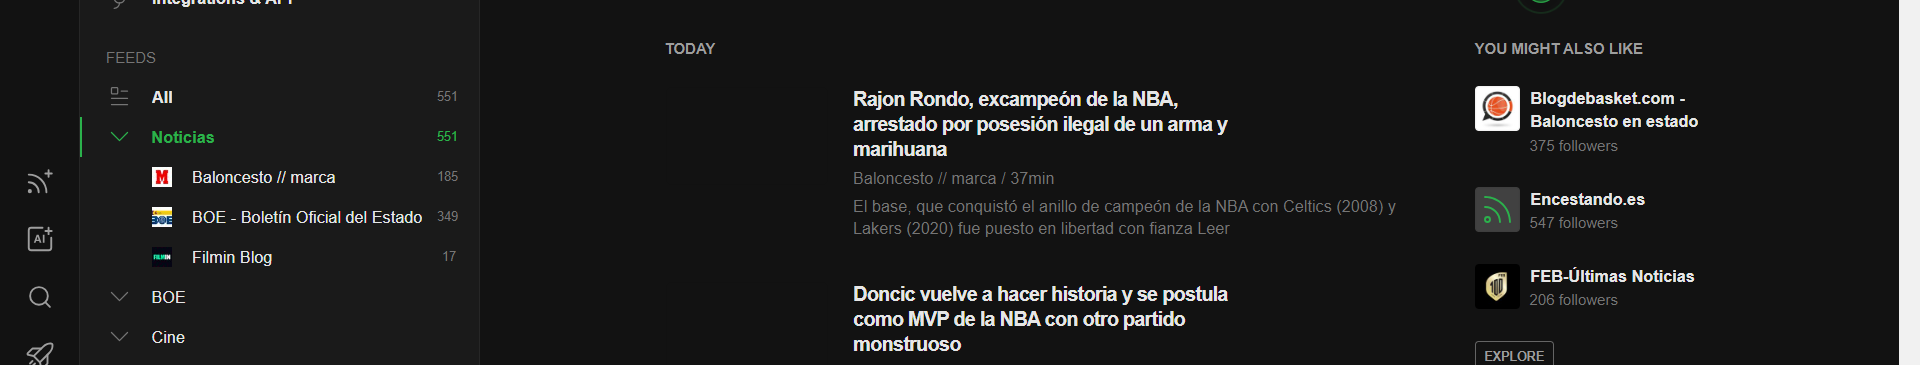 Integrations & API
FEEDS
All 551
Noticias 551
Baloncesto // marca 185
BOE - Boletín Oficial del Estado 349
Filmin Blog 17
BOE
Cine
AI
TODAY
Rajon Rondo, excampeón de la NBA,
arrestado por posesión ilegal de un arma y
marihuana
Baloncesto // marca / 37min
El base, que conquistó el anillo de campeón de la NBA con Celtics (2008) y
Lakers (2020) fue puesto en libertad con fianza Leer
Doncic vuelve a hacer historia y se postula
como MVP de la NBA con otro partido
monstruoso
YOU MIGHT ALSO LIKE
Blogdebasket.com -
Baloncesto en estado
375 followers
Encestando.es
547 followers
FEB-Últimas Noticias
206 followers
EXPLORE